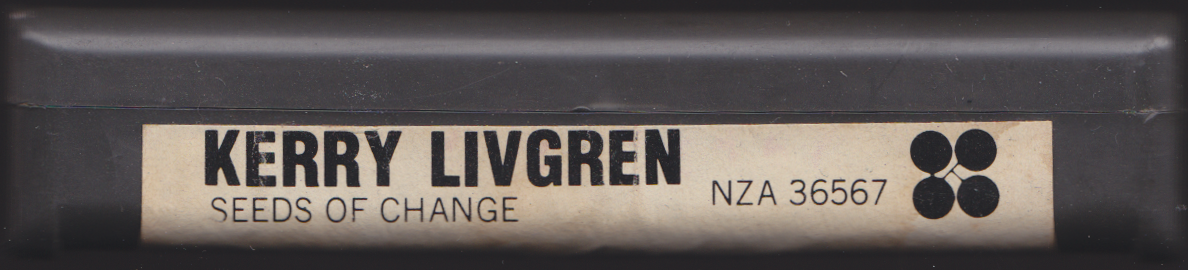 KERRY LIVGREN
SEEDS OF CHANGE
NZA 36567